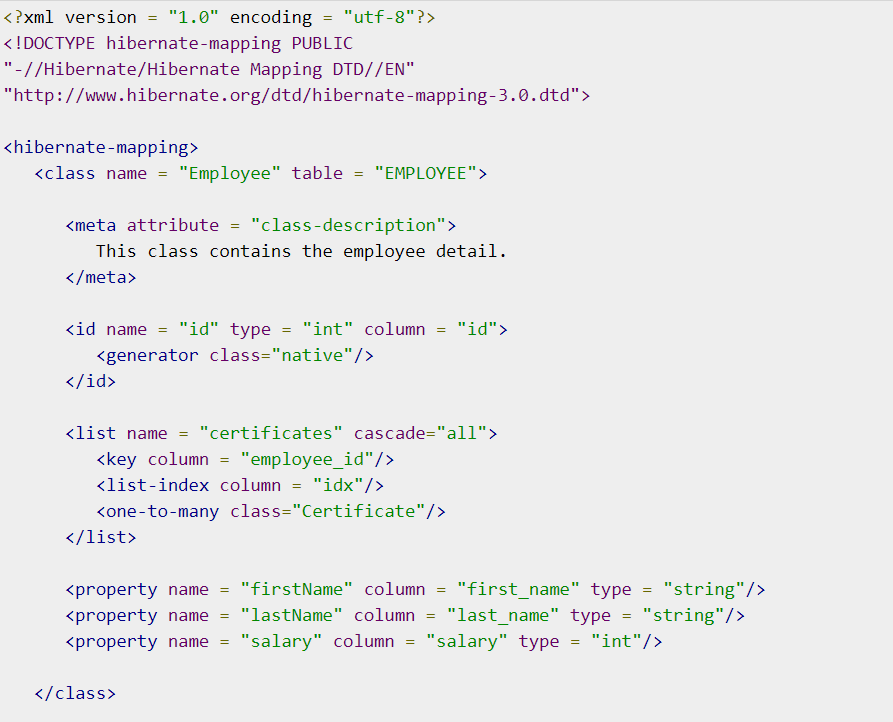 <?xml version = "1.0" encoding = "utf-8"?>
<!DOCTYPE hibernate-mapping PUBLIC
"-//Hibernate/Hibernate Mapping DTD//EN"
"http://www.hibernate.org/dtd/hibernate-mapping-3.0.dtd">
<hibernate-mapping>
<class name = "Employee" table = "EMPLOYEE">
<meta attribute = "class-description">
This class contains the employee detail.
</meta>
<id name = "id" type = "int" column = "id">
<generator class="native"/>
</id>
<list name = "certificates" cascade="all">
<key column = "employee_id"/>
<list-index column = "idx"/>
<one-to-many class="Certificate"/>
</list>
<property name = "firstName" column = "first_name" type = "string"/>
<property name = "lastName" column = "last_name" type = "string"/>
<property name = "salary" column = "salary" type = "int"/>
</class>